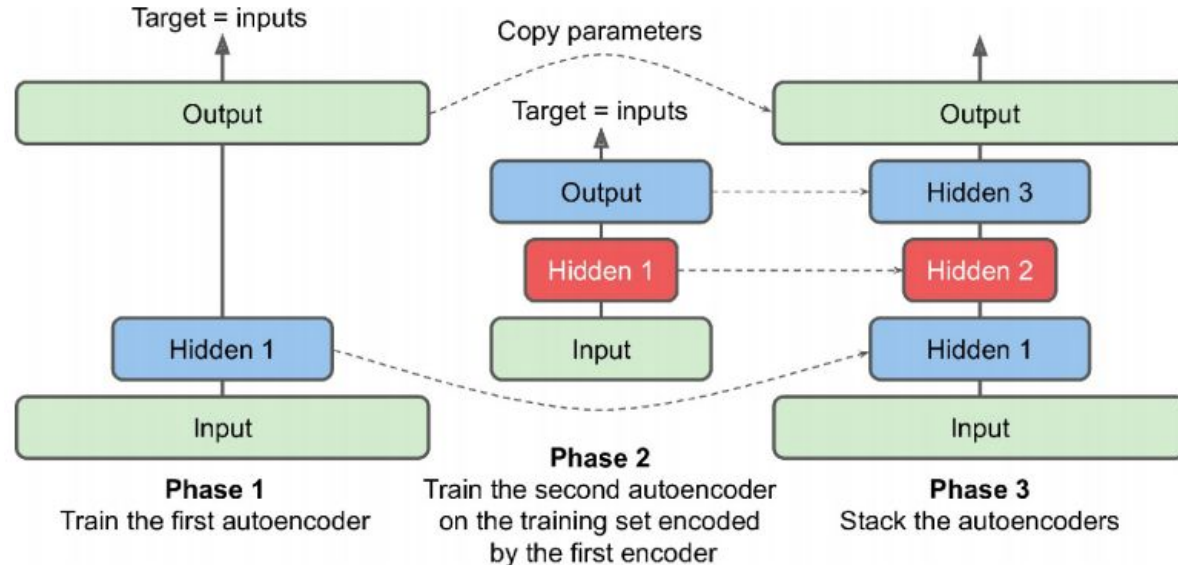 Target = inputs
Copy parameters
Output
Target = inputs
Output
Output
Hidden 3
Hidden 1
Hidden 2
Hidden 1
Input
Hidden 1
Input
Input
Phase 1
Train the first autoencoder
Phase 2
Train the second autoencoder
on the training set encoded
by the first encoder
Phase 3
Stack the autoencoders